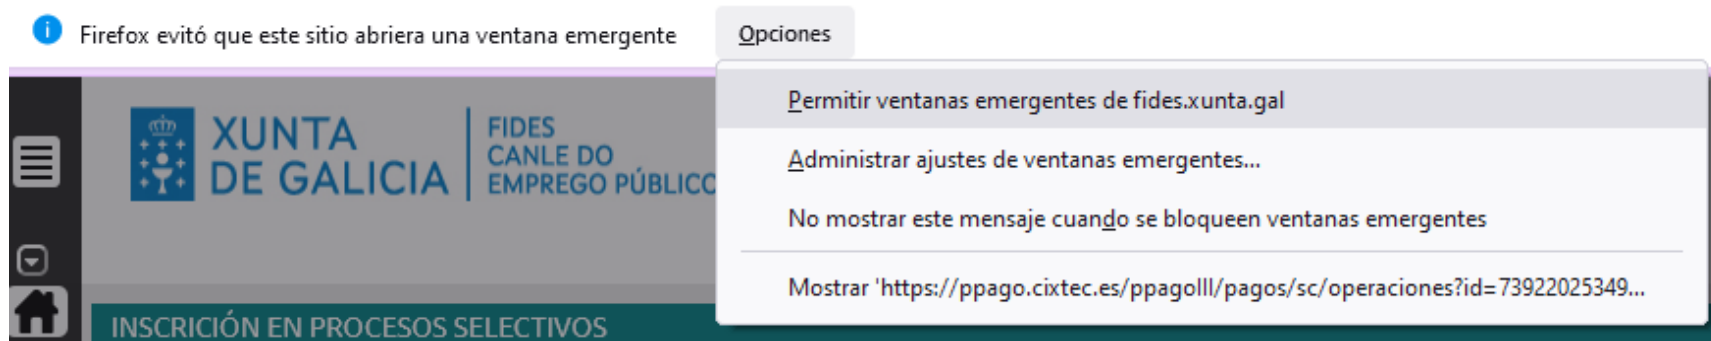 Firefox evitó que este sitio abriera una ventana emergente
Opciones
Permitir ventanas emergentes de fides.xunta.gal
Administrar ajustes de ventanas emergentes...
No mostrar este mensaje cuando se bloqueen ventanas emergentes
Mostrar 'https://ppago.cixtec.es/ppagoIII/pagos/sc/operaciones?id=73922025349...
XUNTA
DE GALICIA
FIDES
CANLE DO
EMPREGO PÚBLICO
INSCRICIÓN EN PROCESOS SELECTIVOS